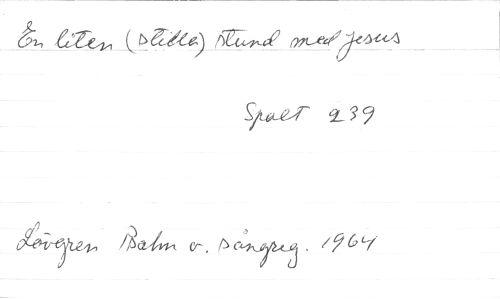 En liten (stilla) stund med Jesus
Spalt 239
Lövgren Psalm o. sångreg. 1964